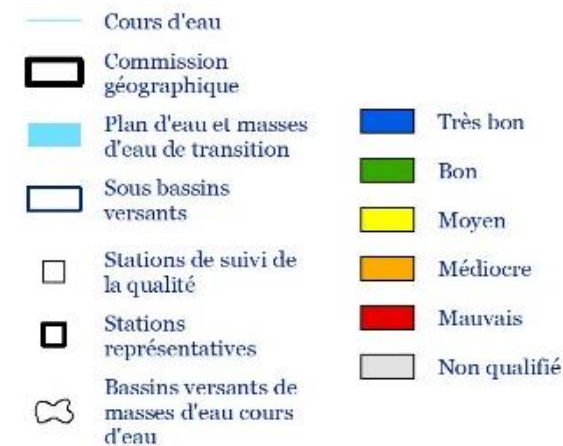 Cours d'eau
Commission
géographique
Plan d'eau et masses
d'eau de transition
Sous bassins
versants
Stations de suivi de
la qualité
Stations
représentatives
Bassins versants de
masses d'eau cours
d'eau
Très bon
Bon
Moyen
Médiocre
Mauvais
Non qualifié